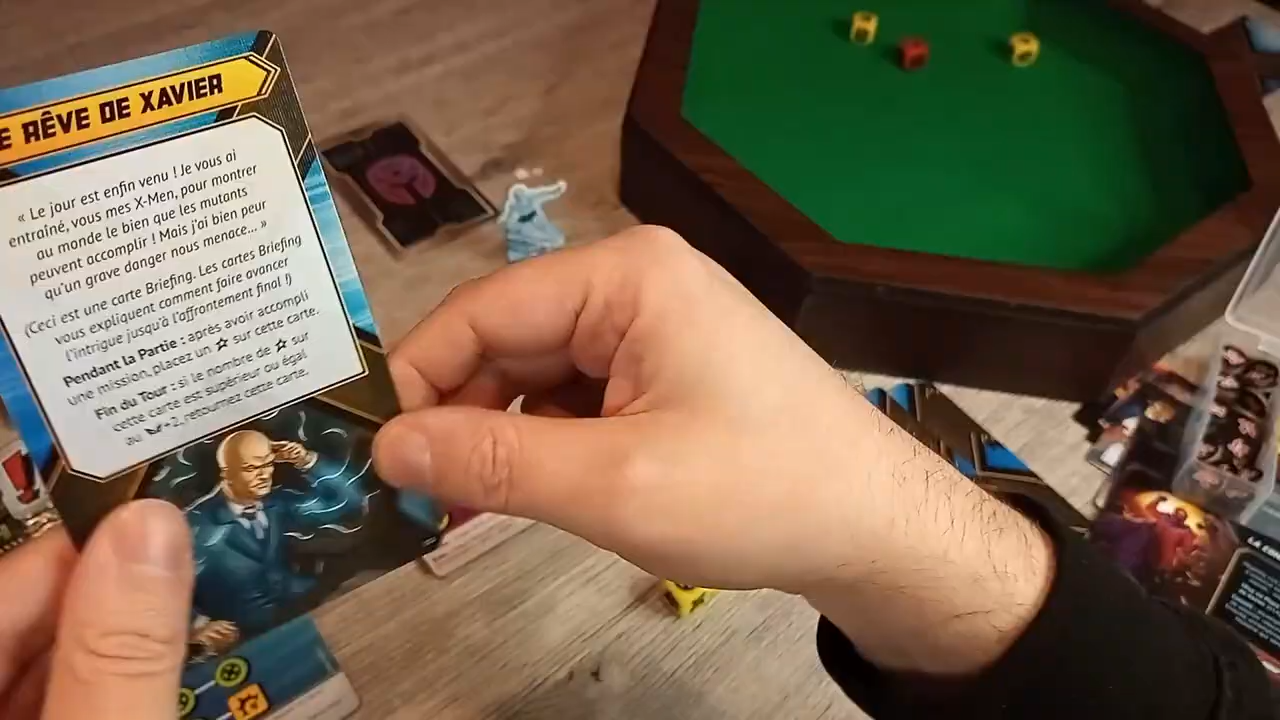 E RÊVE DE XAVIER
« Le jour est enfin venu ! Je vous ai
entraîné, vous mes X-Men, pour montrer
au monde le bien que les mutants
peuvent accomplir ! Mais j'ai bien peur
qu'un grave danger nous menace... »
(Ceci est une carte Briefing. Les cartes Briefing
vous expliquent comment faire avancer
l'intrigue jusqu'à l'affrontement final !)
Pendant la Partie : après avoir accompli
une mission, placez un ☆ sur cette carte.
Fin du Tour : si le nombre de ☆ sur
cette carte est supérieur ou égal
au +2, retournez cette carte.